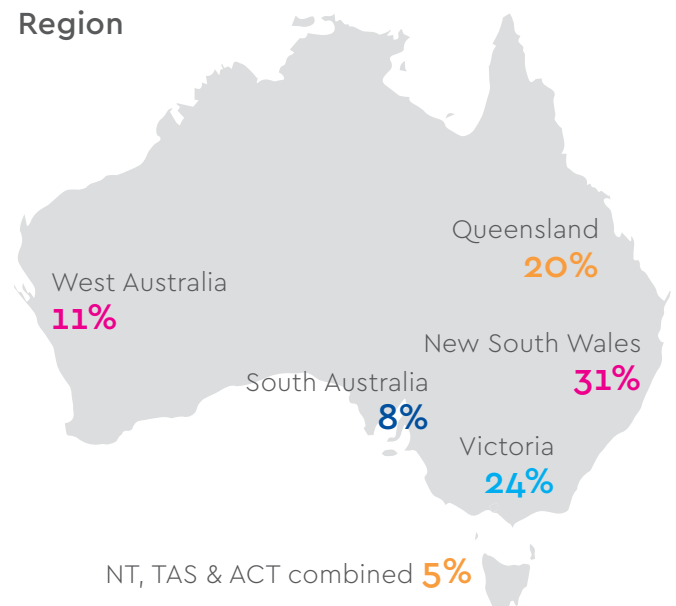 Region
Queensland
20%
West Australia
11%
New South Wales
31%
South Australia
8%
Victoria
24%
NT, TAS & ACT combined 5%